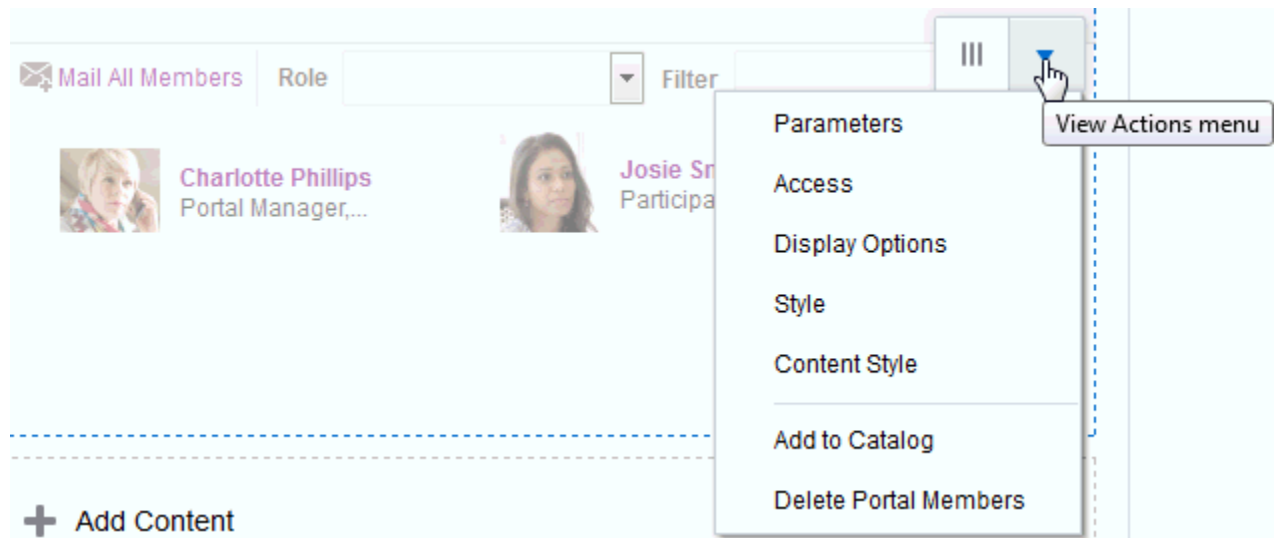 Mail All Members Role Filter
Parameters
View Actions menu
Charlotte Phillips
Portal Manager,...
Josie
Access
Display Options
Style
Content Style
Add to Catalog
Delete Portal Members
Add Content